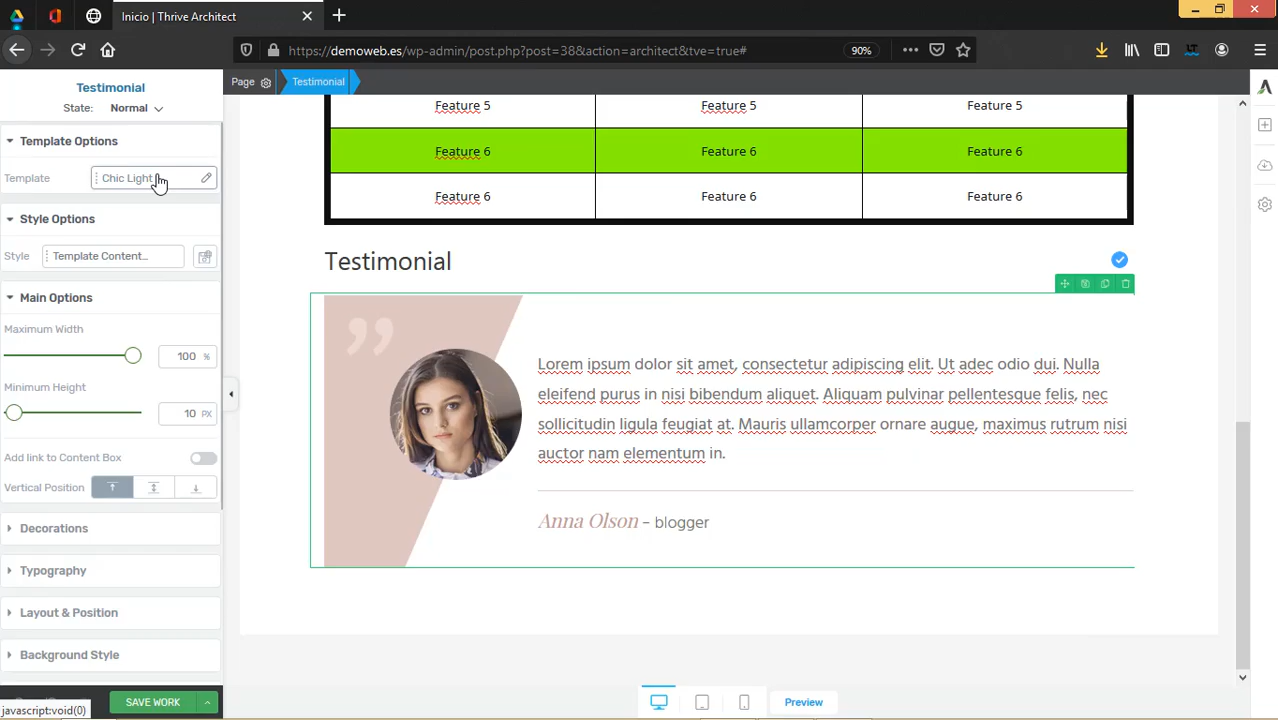 Inicio | Thrive Architect
https://demoweb.es/wp-admin/post.php?post=38&action=architect&tve=true#
90%
Testimonial
State: Normal
Page
Testimonial
Template Options
Template Chic Light
Style Options
Style Template Content...
Main Options
Maximum Width
100 %
Minimum Height
10 PX
Add link to Content Box
Vertical Position
Decorations
Typography
Layout & Position
Background Style
SAVE WORK
javascript:void(0)
Feature 5 Feature 5 Feature 5
Feature 6 Feature 6 Feature 6
Feature 6 Feature 6 Feature 6
Testimonial
”
Lorem ipsum dolor sit amet, consectetur adipiscing elit. Ut adec odio dui. Nulla
eleifend purus in nisi bibendum aliquet. Aliquam pulvinar pellentesque felis, nec
sollicitudin ligula feugiat at. Mauris ullamcorper ornare augue, maximus rutrum nisi
auctor nam elementum in.
Anna Olson – blogger
Preview